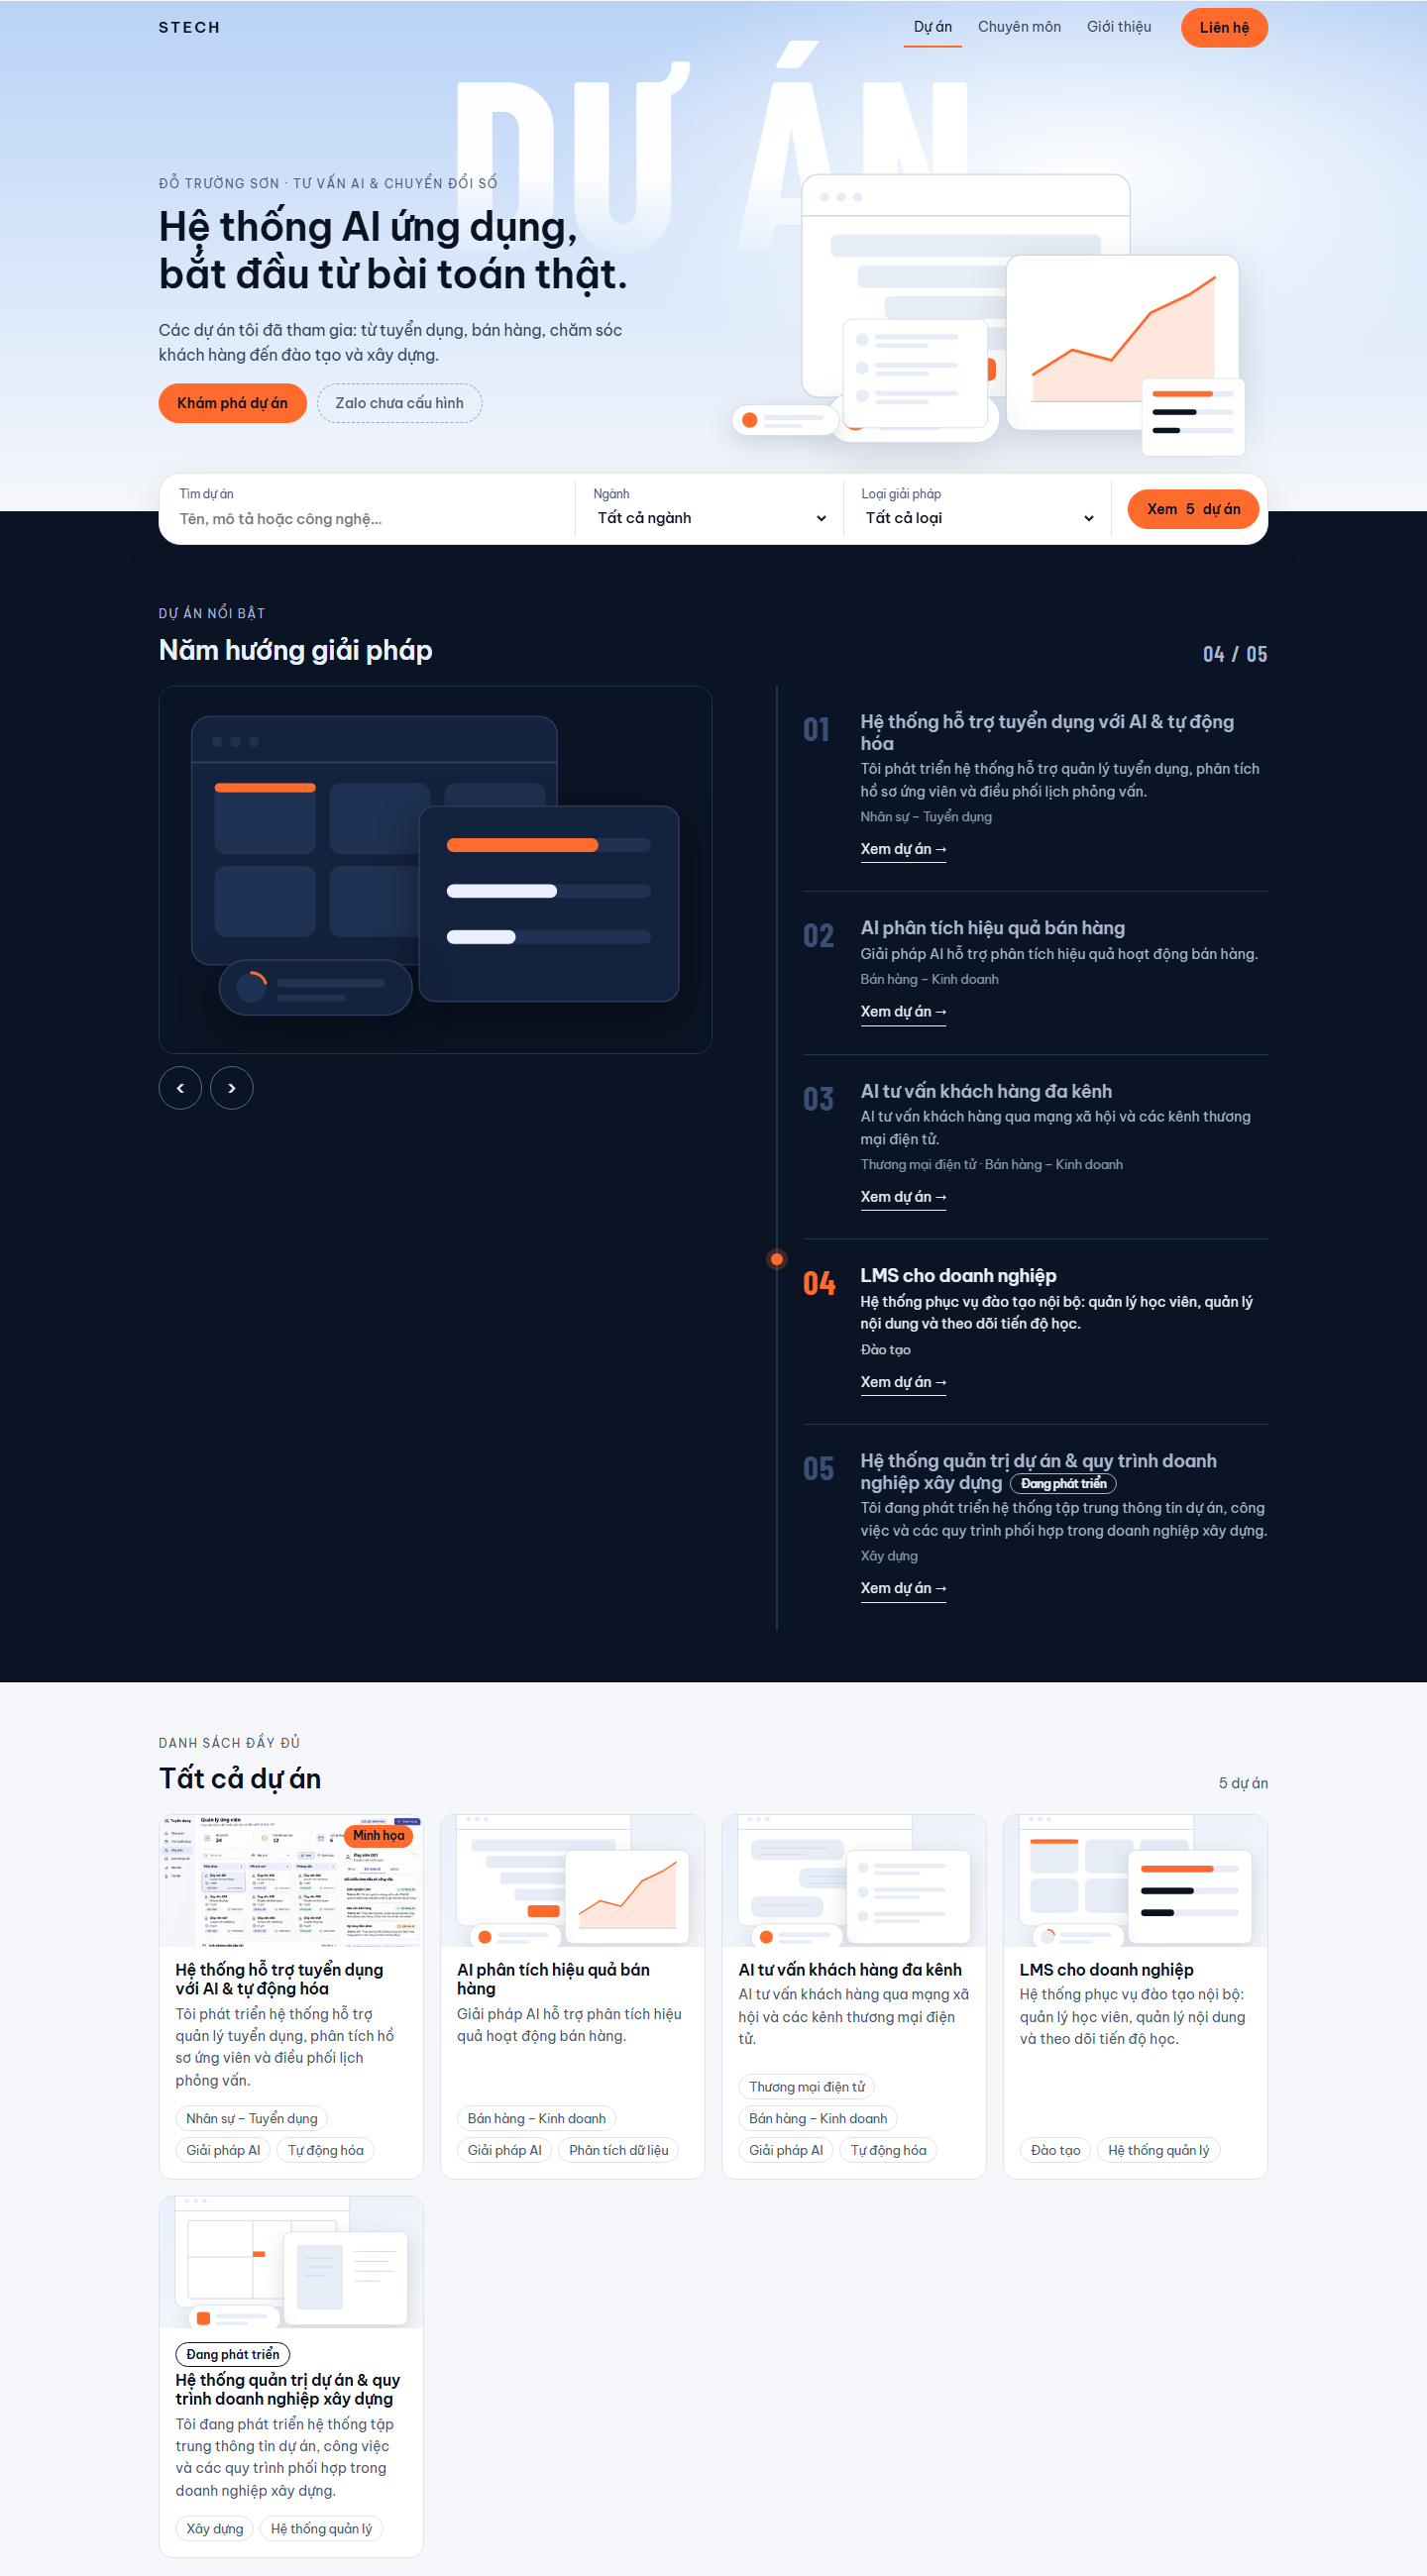 STECH
Dự án
Chuyên môn
Giới thiệu
Liên hệ
DỰ ÁN
ĐỖ TRƯỜNG SƠN · TƯ VẤN AI & CHUYỂN ĐỔI SỐ
Hệ thống AI ứng dụng,
bắt đầu từ bài toán thật.
Các dự án tôi đã tham gia: từ tuyển dụng, bán hàng, chăm sóc
khách hàng đến đào tạo và xây dựng.
Khám phá dự án
Zalo chưa cấu hình
Tìm dự án
Tên, mô tả hoặc công nghệ...
Ngành
Tất cả ngành
Loại giải pháp
Tất cả loại
Xem 5 dự án
DỰ ÁN NỔI BẬT
Năm hướng giải pháp
04 / 05
01
Hệ thống hỗ trợ tuyển dụng với AI & tự động
hóa
Tôi phát triển hệ thống hỗ trợ quản lý tuyển dụng, phân tích
hồ sơ ứng viên và điều phối lịch phỏng vấn.
Nhân sự – Tuyển dụng
Xem dự án →
02
AI phân tích hiệu quả bán hàng
Giải pháp AI hỗ trợ phân tích hiệu quả hoạt động bán hàng.
Bán hàng – Kinh doanh
Xem dự án →
03
AI tư vấn khách hàng đa kênh
AI tư vấn khách hàng qua mạng xã hội và các kênh thương
mại điện tử.
Thương mại điện tử · Bán hàng – Kinh doanh
Xem dự án →
04
LMS cho doanh nghiệp
Hệ thống phục vụ đào tạo nội bộ: quản lý học viên, quản lý
nội dung và theo dõi tiến độ học.
Đào tạo
Xem dự án →
05
Hệ thống quản trị dự án & quy trình doanh
nghiệp xây dựng Đang phát triển
Tôi đang phát triển hệ thống tập trung thông tin dự án, công
việc và các quy trình phối hợp trong doanh nghiệp xây dựng.
Xây dựng
Xem dự án →
DANH SÁCH ĐẦY ĐỦ
Tất cả dự án
5 dự án
Tuyển dụng
Quản lý ứng viên
24
12
6
Minh họa
Hệ thống hỗ trợ tuyển dụng
với AI & tự động hóa
Tôi phát triển hệ thống hỗ trợ
quản lý tuyển dụng, phân tích hồ
sơ ứng viên và điều phối lịch
phỏng vấn.
Nhân sự – Tuyển dụng
Giải pháp AI
Tự động hóa
AI phân tích hiệu quả bán
hàng
Giải pháp AI hỗ trợ phân tích hiệu
quả hoạt động bán hàng.
Bán hàng – Kinh doanh
Giải pháp AI
Phân tích dữ liệu
AI tư vấn khách hàng đa kênh
AI tư vấn khách hàng qua mạng xã
hội và các kênh thương mại điện
tử.
Thương mại điện tử
Bán hàng – Kinh doanh
Giải pháp AI
Tự động hóa
LMS cho doanh nghiệp
Hệ thống phục vụ đào tạo nội bộ:
quản lý học viên, quản lý nội dung
và theo dõi tiến độ học.
Đào tạo
Hệ thống quản lý
Đang phát triển
Hệ thống quản trị dự án & quy
trình doanh nghiệp xây dựng
Tôi đang phát triển hệ thống tập
trung thông tin dự án, công việc
và các quy trình phối hợp trong
doanh nghiệp xây dựng.
Xây dựng
Hệ thống quản lý